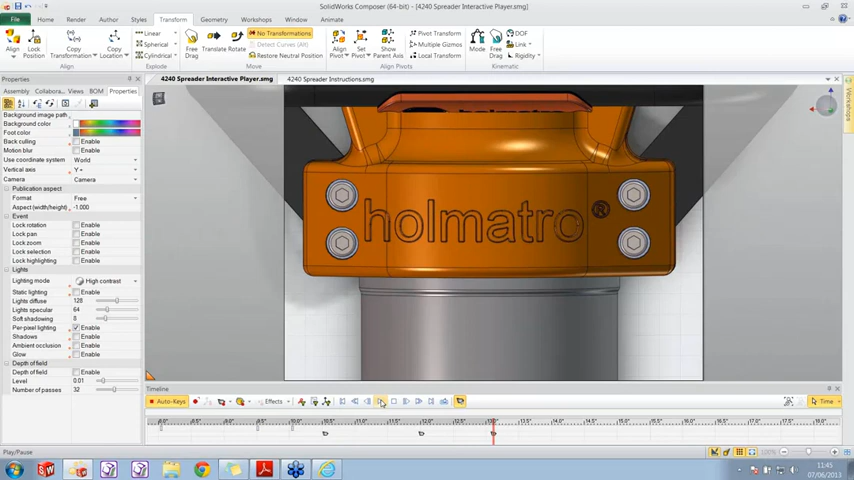 SolidWorks Composer (64-bit) - [4240 Spreader Interactive Player.smg]
File Home Render Author Styles Transform Geometry Workshops Window Animate
Align Lock Position Copy Transformation Copy Location
Align
Linear
Spherical
Cylindrical
Explode
Free Drag Translate Rotate
No Transformations
Detect Curves (Alt)
Restore Neutral Position
Move
Align Pivot Set Pivot Show Parent Axis
Pivot Transform
Multiple Gizmos
Local Transform
Align Pivots
Mode Free Drag
DOF
Link
Rigidity
Kinematic
Properties
Assembly Collabora... Views BOM Properties
4240 Spreader Interactive Player.smg 4240 Spreader Instructions.smg
Background image path
Background color
Foot color
Back culling Enable
Motion blur Enable
Use coordinate system World
Vertical axis Y+
Camera Camera
Publication aspect
Format Free
Aspect(width/height) -1.000
Event
Lock rotation Enable
Lock pan Enable
Lock zoom Enable
Lock selection Enable
Lock highlighting Enable
Lights
Lighting mode High contrast
Static lighting Enable
Lights diffuse 128
Lights specular 64
Soft shadowing 8
Per-pixel lighting Enable
Shadows Enable
Ambient occlusion Enable
Glow Enable
Depth of field
Depth of field Enable
Level 0.01
Number of passes 32
holmatro®
Workshops
Timeline
Auto-Keys Effects Time
Play/Pause
100%
11:45
07/06/2013